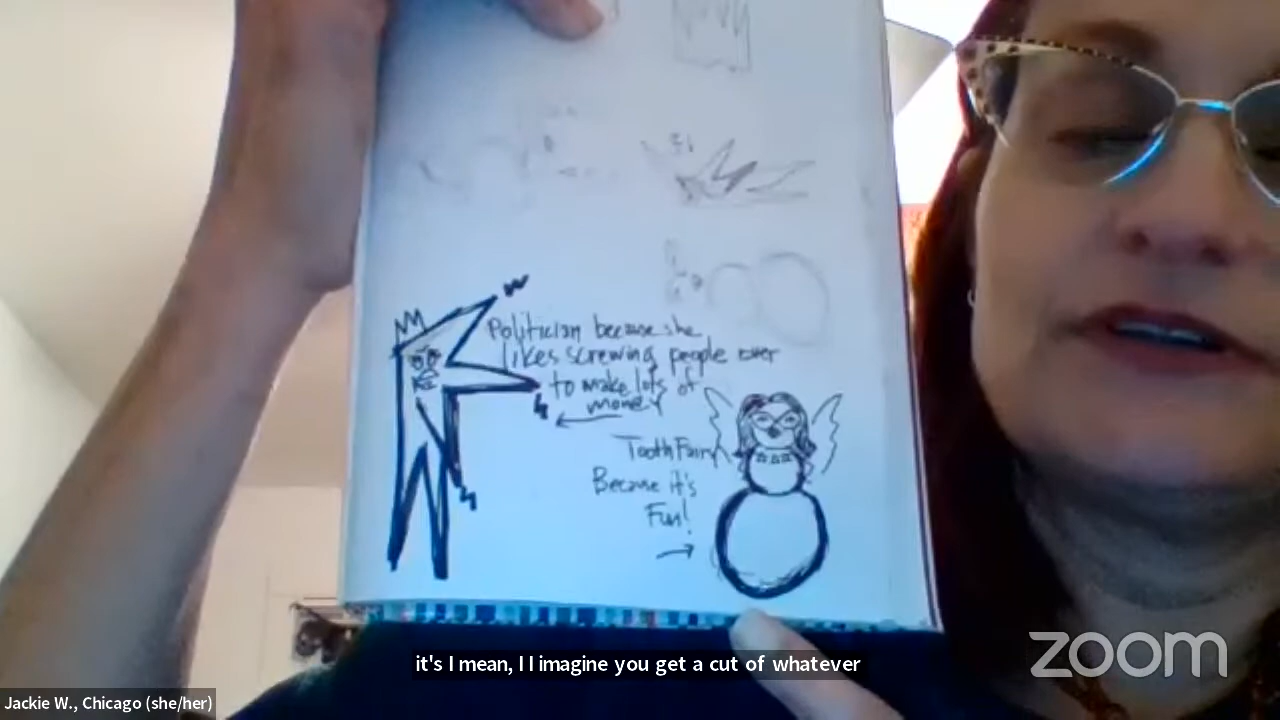 Politician because she
likes screwing people over
to make lots of
money
Tooth Fairy
Because it's
Fun!
zoom
it's I mean, I I imagine you get a cut of whatever
Jackie W., Chicago (she/her)